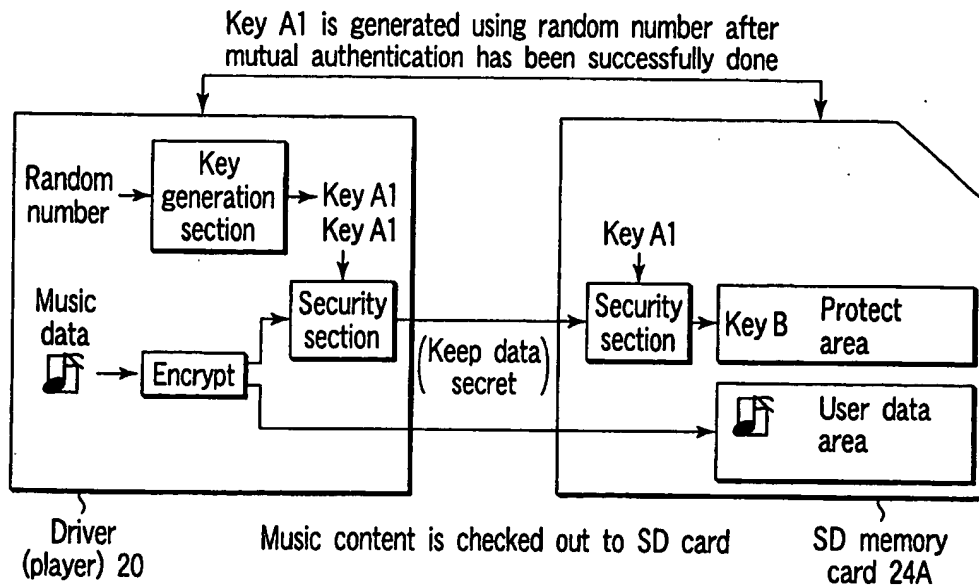 Key A1 is generated using random number after
mutual authentication has been successfully done
Random
number
Key
generation
section
Key A1
Key A1
Music
data
Encrypt
Security
section
(Keep data
secret)
Key A1
Security
section
Key B
Protect
area
User data
area
Driver
(player) 20
Music content is checked out to SD card
SD memory
card 24A